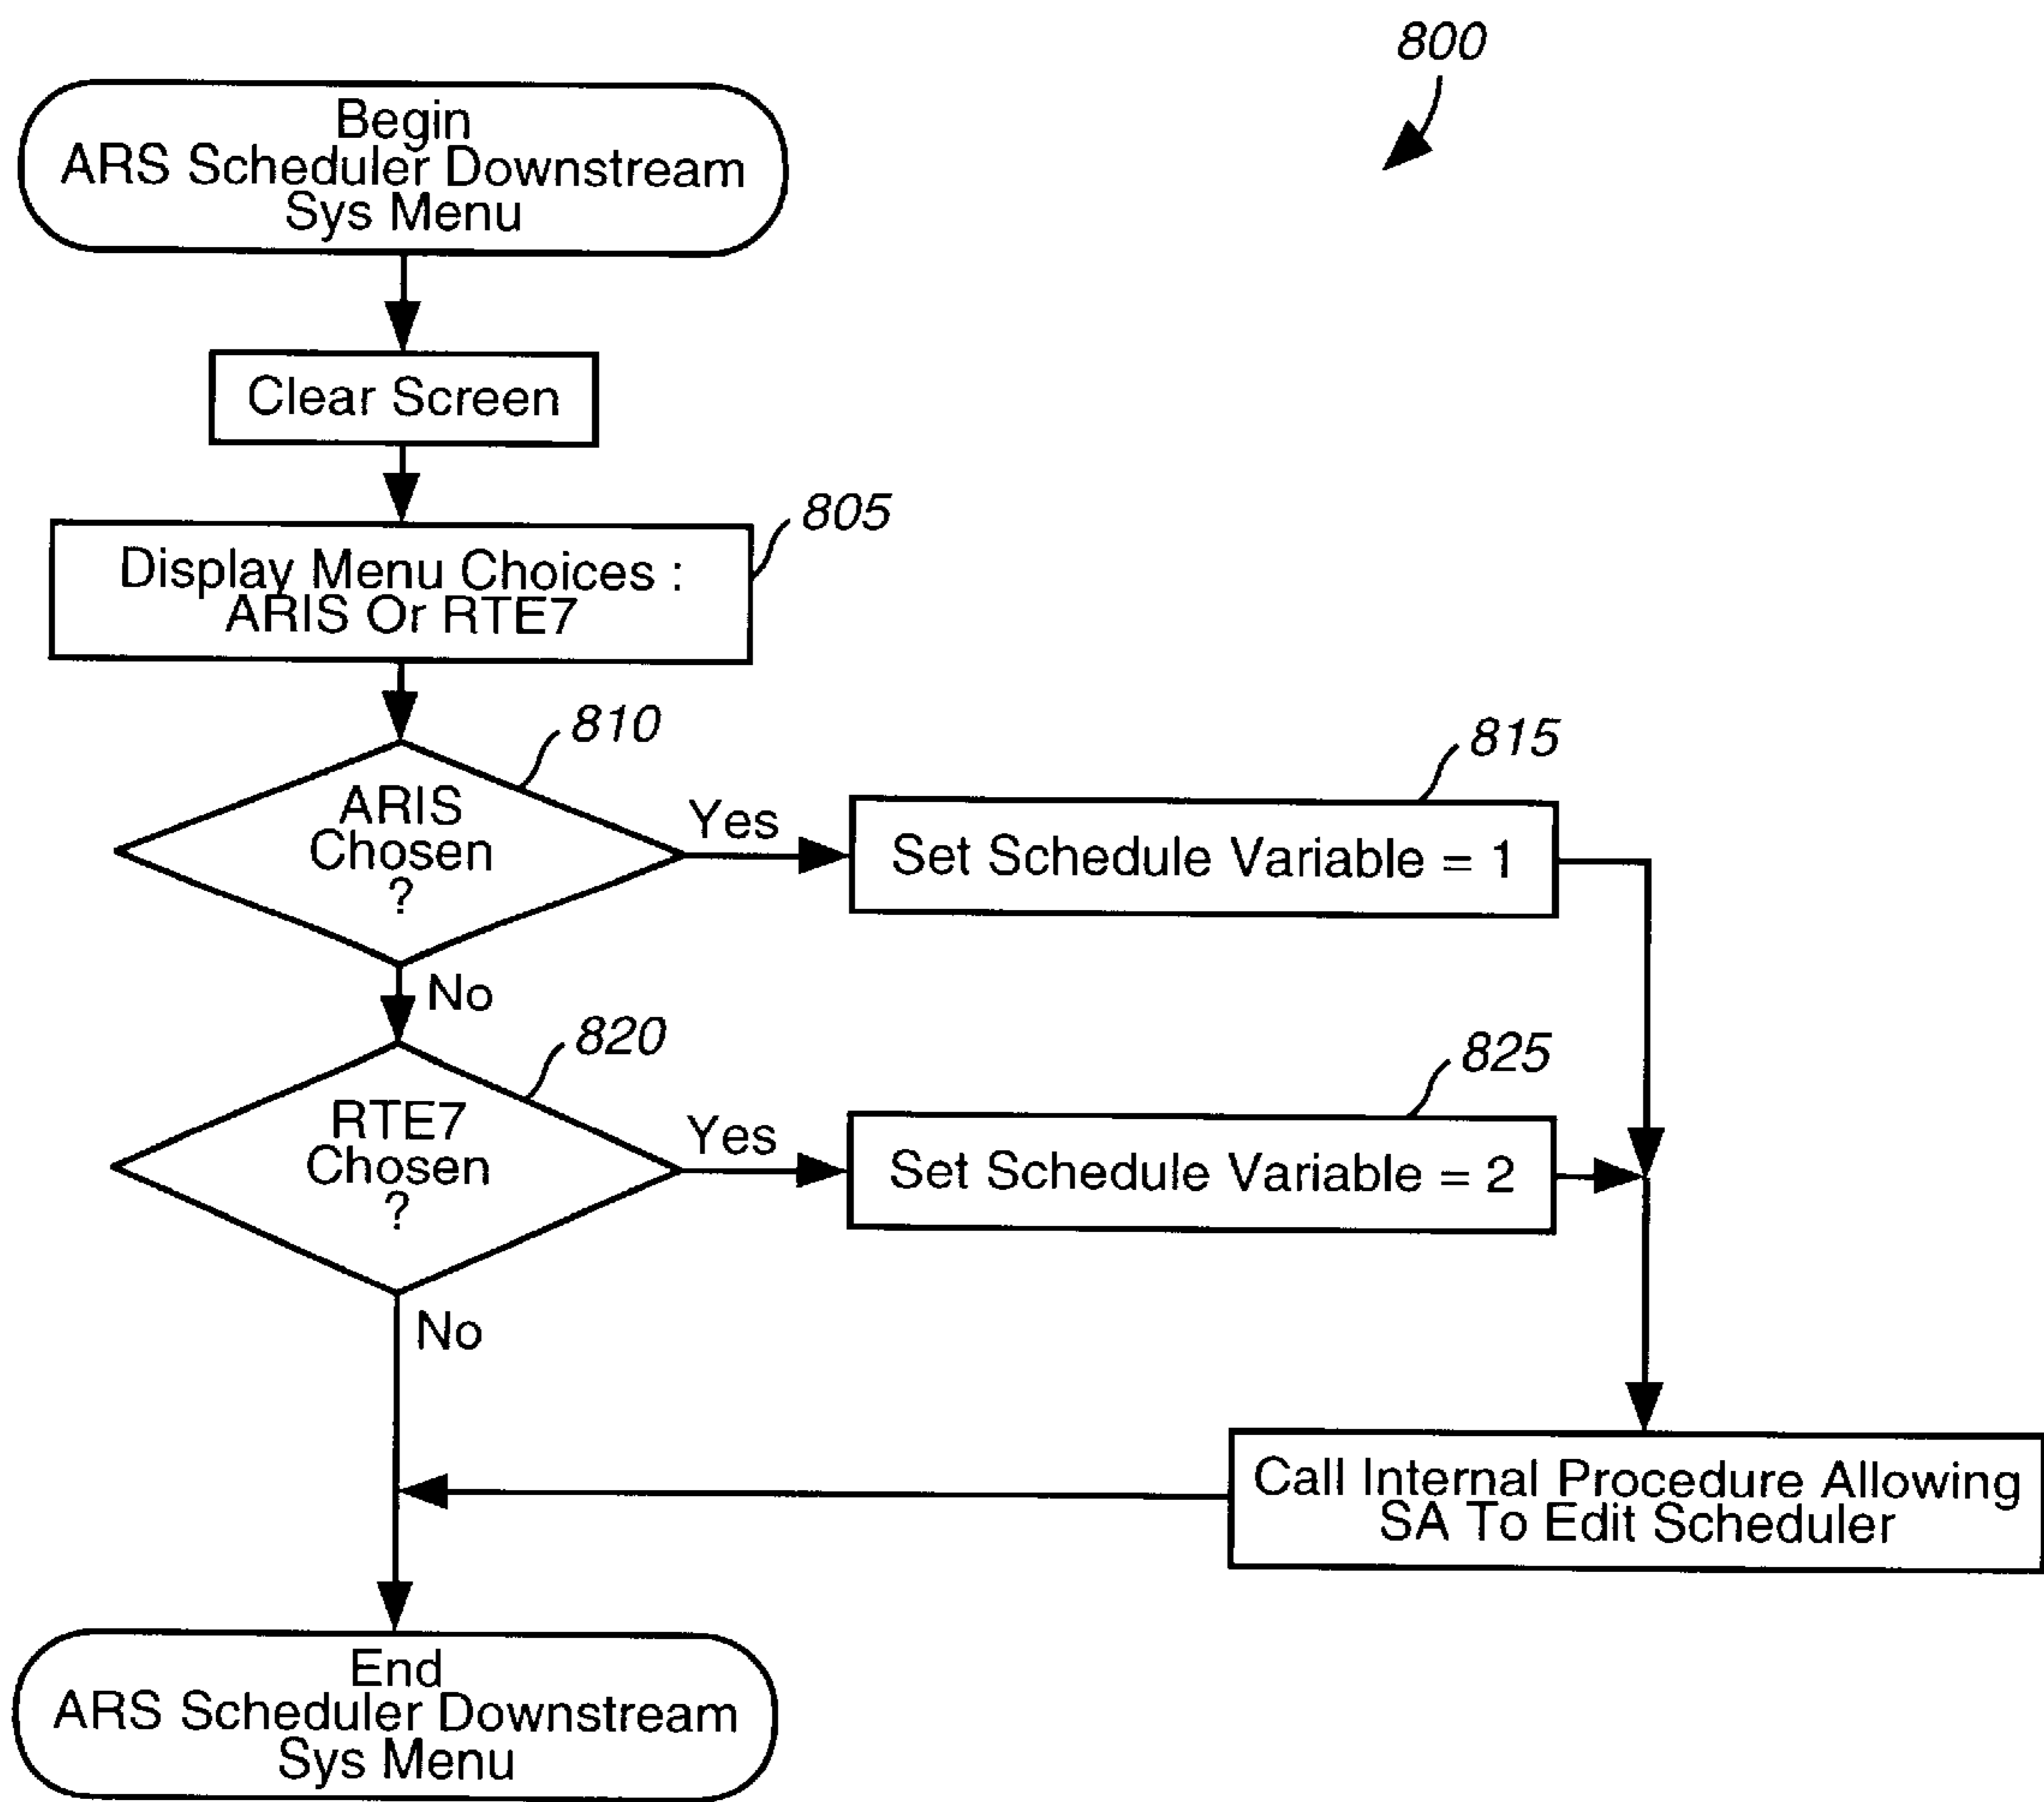 800
Begin
ARS Scheduler Downstream
Sys Menu
Clear Screen
805
Display Menu Choices :
ARIS Or RTE7
810
ARIS
Chosen
?
Yes
815
Set Schedule Variable = 1
No
820
RTE7
Chosen
?
Yes
825
Set Schedule Variable = 2
No
Call Internal Procedure Allowing
SA To Edit Scheduler
End
ARS Scheduler Downstream
Sys Menu